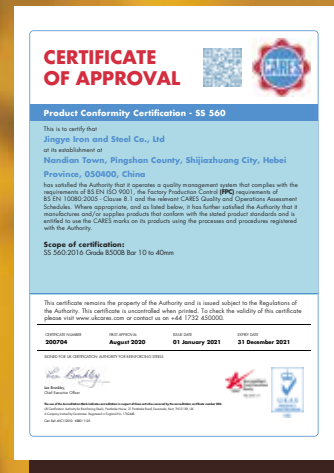 CERTIFICATE
OF APPROVAL
CARES
Product Conformity Certification - SS 560
This is to certify that
Jingye Iron and Steel Co., Ltd
at its establishment at
Nandian Town, Pingshan County, Shijiazhuang City, Hebei
Province, 050400, China
has satisfied the Authority that it operates a quality management system that complies with the
requirements of BS EN ISO 9001, the Factory Production Control (FPC) requirements of
BS EN 10080:2005 - Clause 8.1 and the relevant CARES Quality and Operations Assessment
Schedules. Where appropriate, and as listed below, it has further satisfied the Authority that it
manufactures and/or supplies products that conform with the stated product standards and is
entitled to use the CARES marks on its products using the processes and procedures registered
with the Authority.
Scope of certification:
SS 560:2016 Grade B500B Bar 10 to 40mm
This certificate remains the property of the Authority and is issued subject to the Regulations of
the Authority. This certificate is uncontrolled when printed. To check the validity of this certificate
please visit www.ukcares.com or contact us on +44 1732 450000.
CERTIFICATE NUMBER FIRST APPROVAL ISSUE DATE EXPIRY DATE
200704 August 2020 01 January 2021 31 December 2021
SIGNED FOR UK CERTIFICATION AUTHORITY FOR REINFORCING STEELS
Lee Brankley
Lee Brankley,
Chief Executive Officer
UKAS